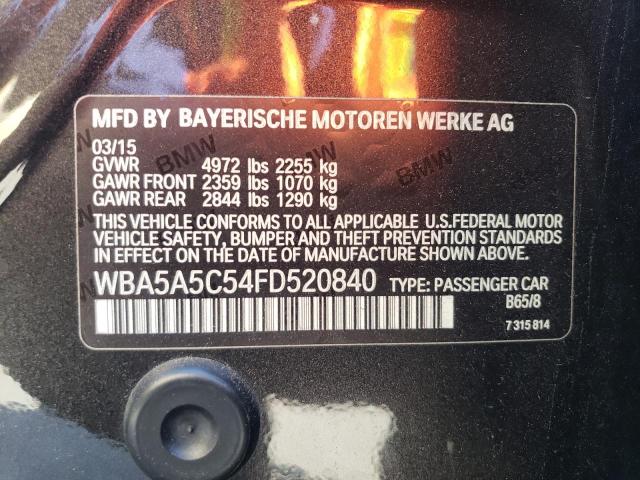 MFD BY BAYERISCHE MOTOREN WERKE AG
03/15
GVWR 4972 lbs 2255 kg
GAWR FRONT 2359 lbs 1070 kg
GAWR REAR 2844 lbs 1290 kg
THIS VEHICLE CONFORMS TO ALL APPLICABLE U.S.FEDERAL MOTOR
VEHICLE SAFETY, BUMPER AND THEFT PREVENTION STANDARDS
IN EFFECT ON THE DATE OF MANUFACTURE SHOWN ABOVE.
WBA5A5C54FD520840 TYPE: PASSENGER CAR
B65/8
7 315 814
BMW
BMW
BMW